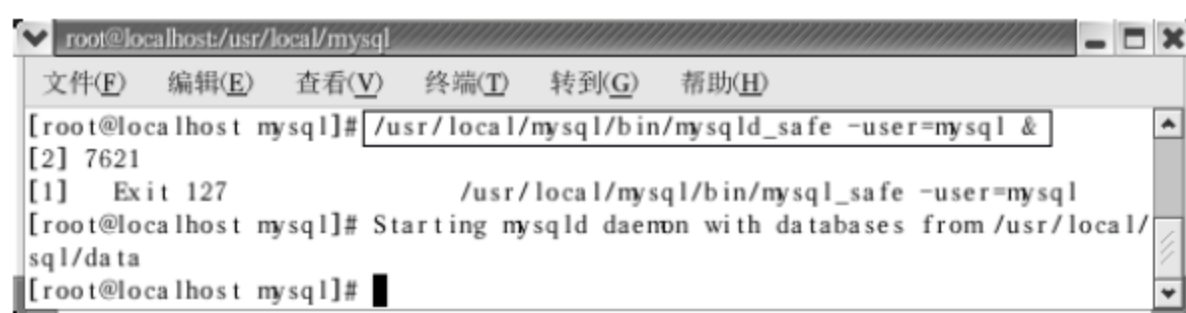 root@localhost:/usr/local/mysql
文件(F) 编辑(E) 查看(V) 终端(T) 转到(G) 帮助(H)
[root@localhost mysql]# /usr/local/mysql/bin/mysqld_safe -user=mysql &
[2] 7621
[1] Exit 127 /usr/local/mysql/bin/mysql_safe -user=mysql
[root@localhost mysql]# Starting mysqld daemon with databases from /usr/local/
sql/data
[root@localhost mysql]#